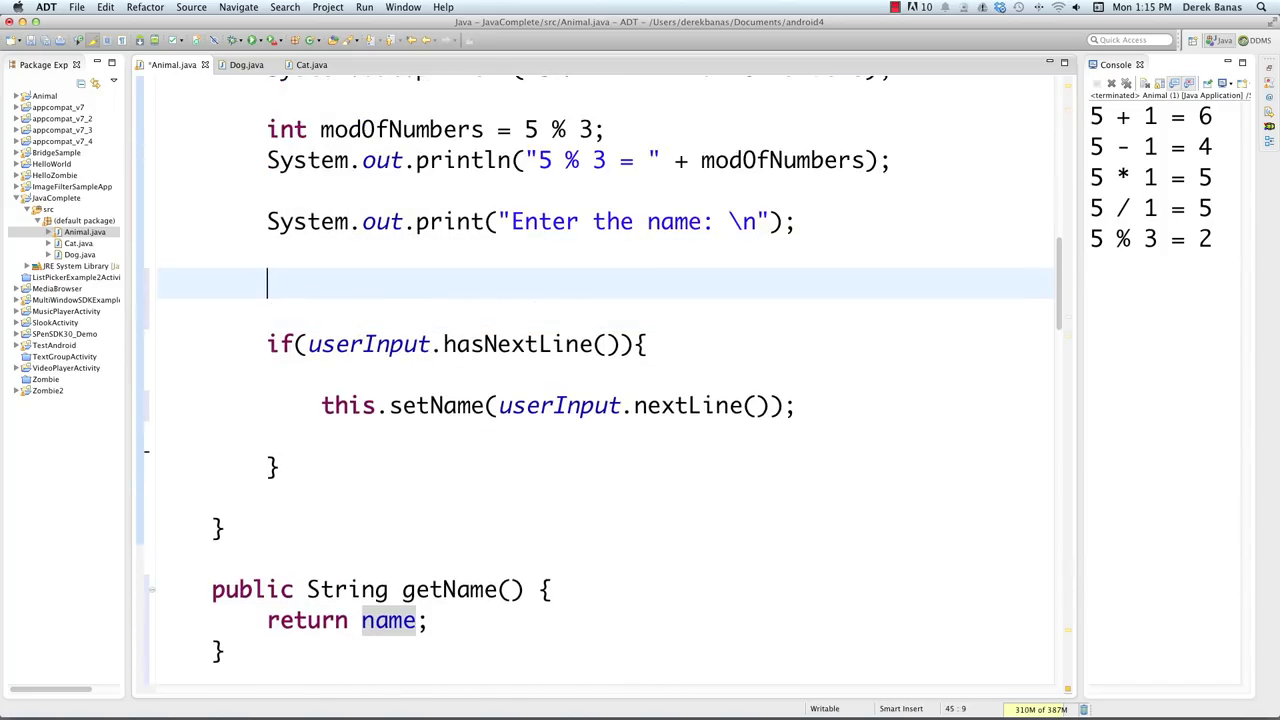 ADT File Edit Refactor Source Navigate Search Project Run Window Help
10 Mon 1:15 PM Derek Banas
Java – JavaComplete/src/Animal.java – ADT – /Users/derekbanas/Documents/android4
Quick Access Java DDMS
Package Exp
Animal
appcompat_v7
appcompat_v7_2
appcompat_v7_3
appcompat_v7_4
BridgeSample
HelloWorld
HelloZombie
ImageFilterSampleApp
JavaComplete
src
(default package)
Animal.java
Cat.java
Dog.java
JRE System Library [Ja
ListPickerExample2Activi
MediaBrowser
MultiWindowSDKExample
MusicPlayerActivity
SlookActivity
SPenSDK30_Demo
TestAndroid
TextGroupActivity
VideoPlayerActivity
Zombie
Zombie2
*Animal.java Dog.java Cat.java
int modOfNumbers = 5 % 3;
System.out.println("5 % 3 = " + modOfNumbers);
System.out.print("Enter the name: \n");
if(userInput.hasNextLine()){
this.setName(userInput.nextLine());
}
}
public String getName() {
return name;
}
Console
<terminated> Animal (1) [Java Application] /S
5 + 1 = 6
5 - 1 = 4
5 * 1 = 5
5 / 1 = 5
5 % 3 = 2
Writable Smart Insert 45 : 9 310M of 387M